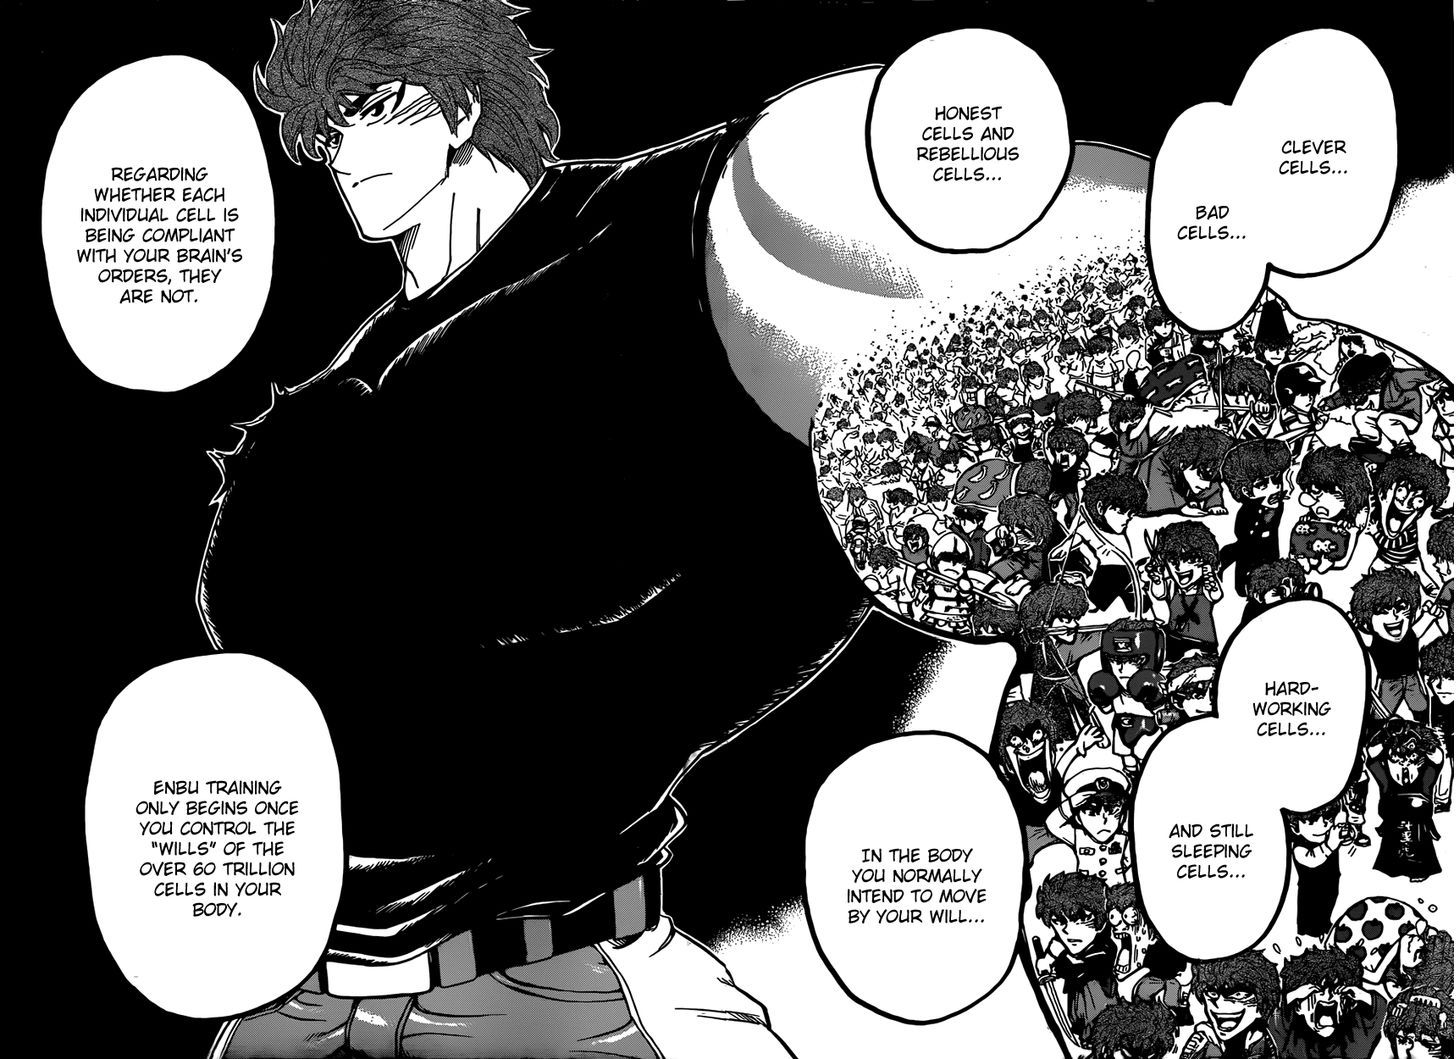 HONEST
CELLS AND
REBELLIOUS
CELLS...
CLEVER
CELLS...
BAD
CELLS...
HARD-
WORKING
CELLS...
AND STILL
SLEEPING
CELLS...
IN THE BODY
YOU NORMALLY
INTEND TO MOVE
BY YOUR WILL...
REGARDING
WHETHER EACH
INDIVIDUAL CELL IS
BEING COMPLIANT
WITH YOUR BRAIN'S
ORDERS, THEY
ARE NOT.
ENBU TRAINING
ONLY BEGINS ONCE
YOU CONTROL THE
"WILLS" OF THE
OVER 60 TRILLION
CELLS IN YOUR
BODY.